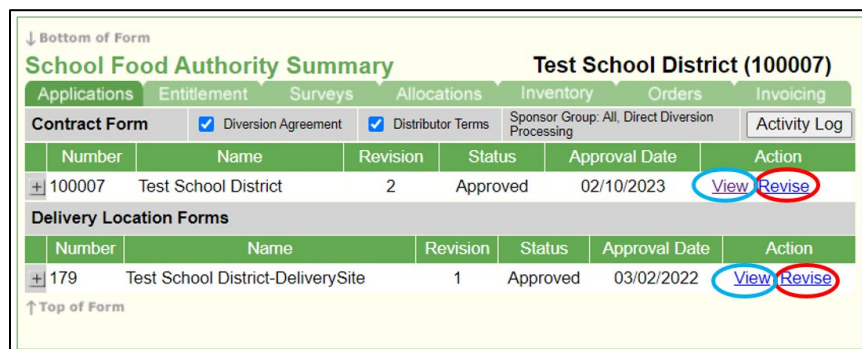 ↓ Bottom of Form
School Food Authority Summary Test School District (100007)
Applications Entitlement Surveys Allocations Inventory Orders Invoicing
Contract Form Diversion Agreement Distributor Terms Sponsor Group: All, Direct Diversion Processing Activity Log
Number Name Revision Status Approval Date Action
+ 100007 Test School District 2 Approved 02/10/2023 View Revise
Delivery Location Forms
Number Name Revision Status Approval Date Action
+ 179 Test School District-DeliverySite 1 Approved 03/02/2022 View Revise
↑ Top of Form